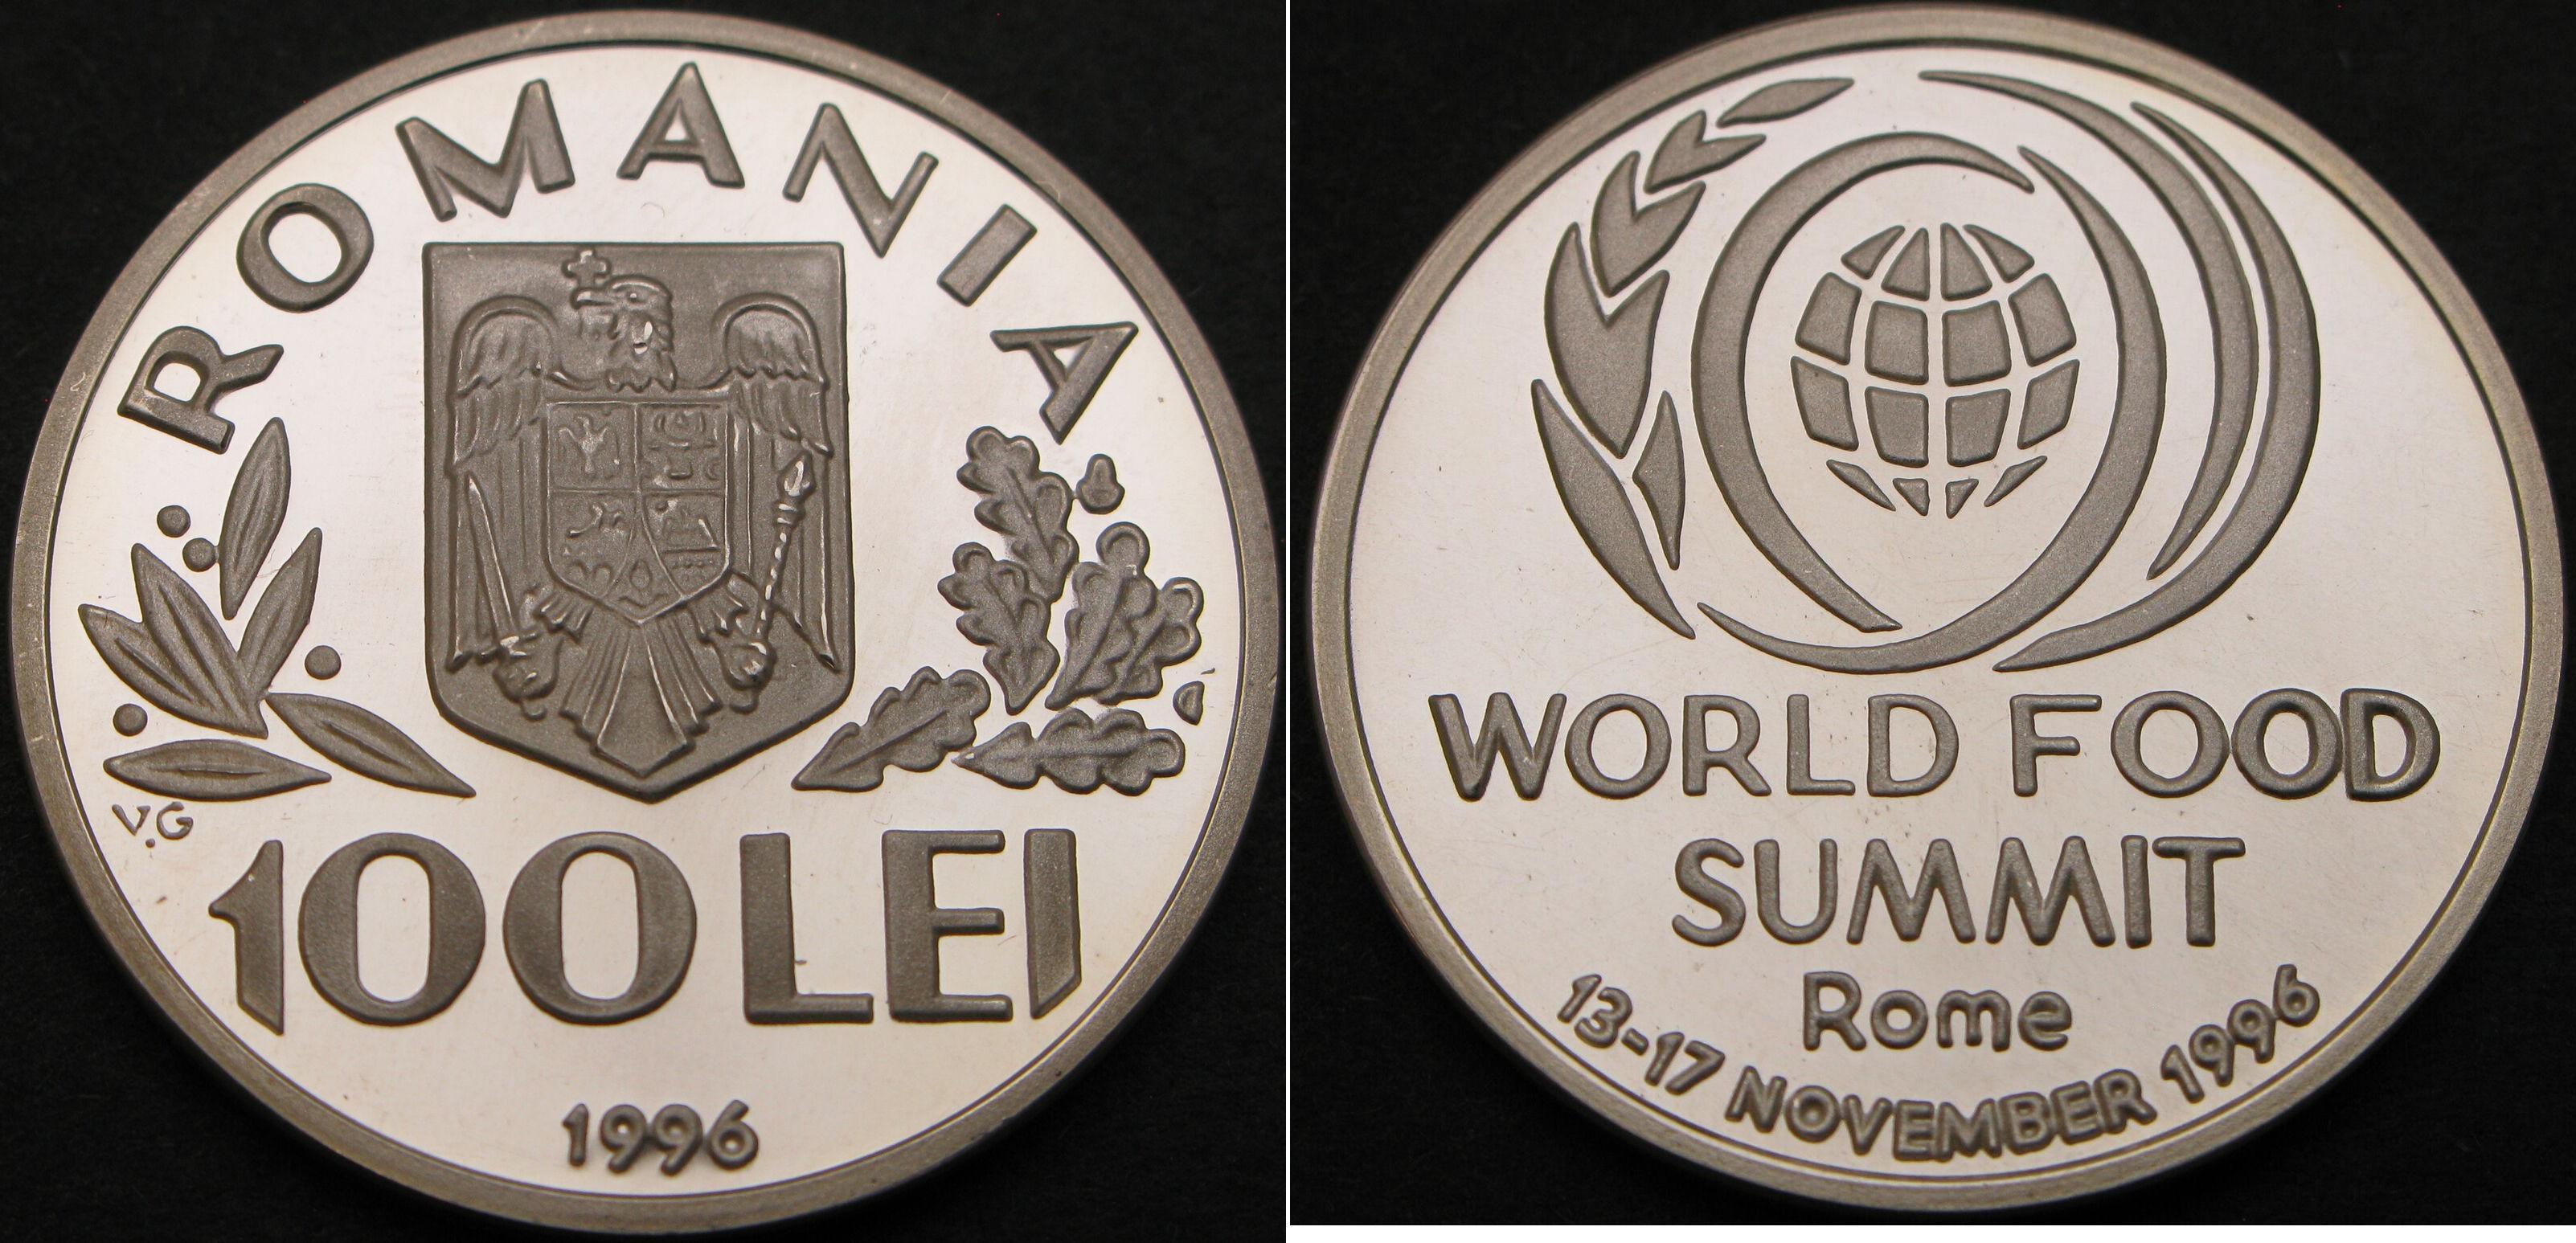 ROMANIA
V.G.
100 LEI
1996
WORLD FOOD
SUMMIT
Rome
13-17 NOVEMBER 1996